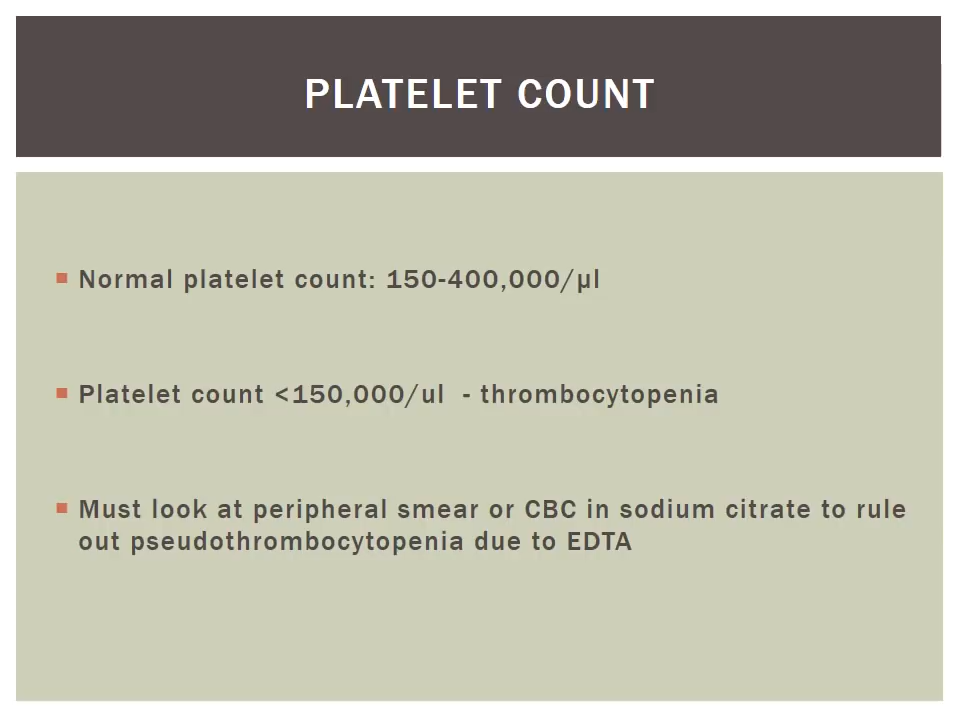 PLATELET COUNT
Normal platelet count: 150-400,000/µl
Platelet count <150,000/ul - thrombocytopenia
Must look at peripheral smear or CBC in sodium citrate to rule
out pseudothrombocytopenia due to EDTA